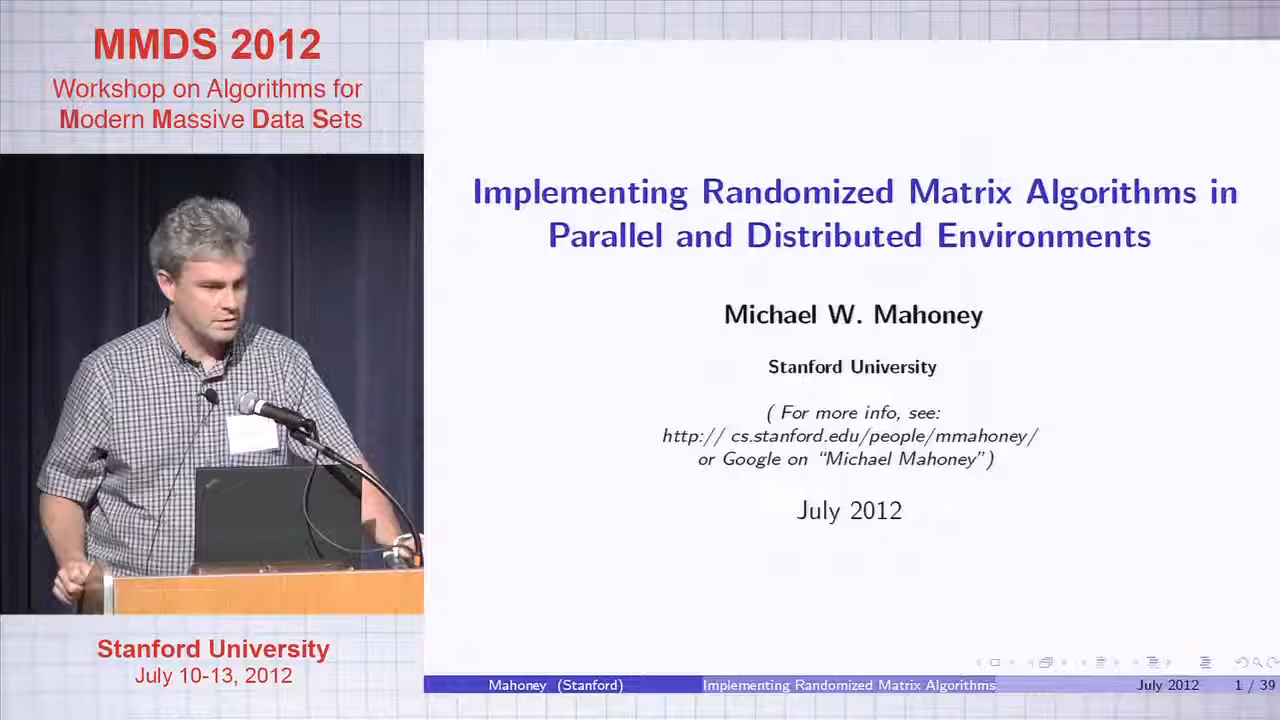 MMDS 2012
Workshop on Algorithms for
Modern Massive Data Sets
Implementing Randomized Matrix Algorithms in
Parallel and Distributed Environments
Michael W. Mahoney
Stanford University
( For more info, see:
http:// cs.stanford.edu/people/mmahoney/
or Google on “Michael Mahoney”)
July 2012
Stanford University
July 10-13, 2012
Mahoney (Stanford) Implementing Randomized Matrix Algorithms July 2012 1 / 39